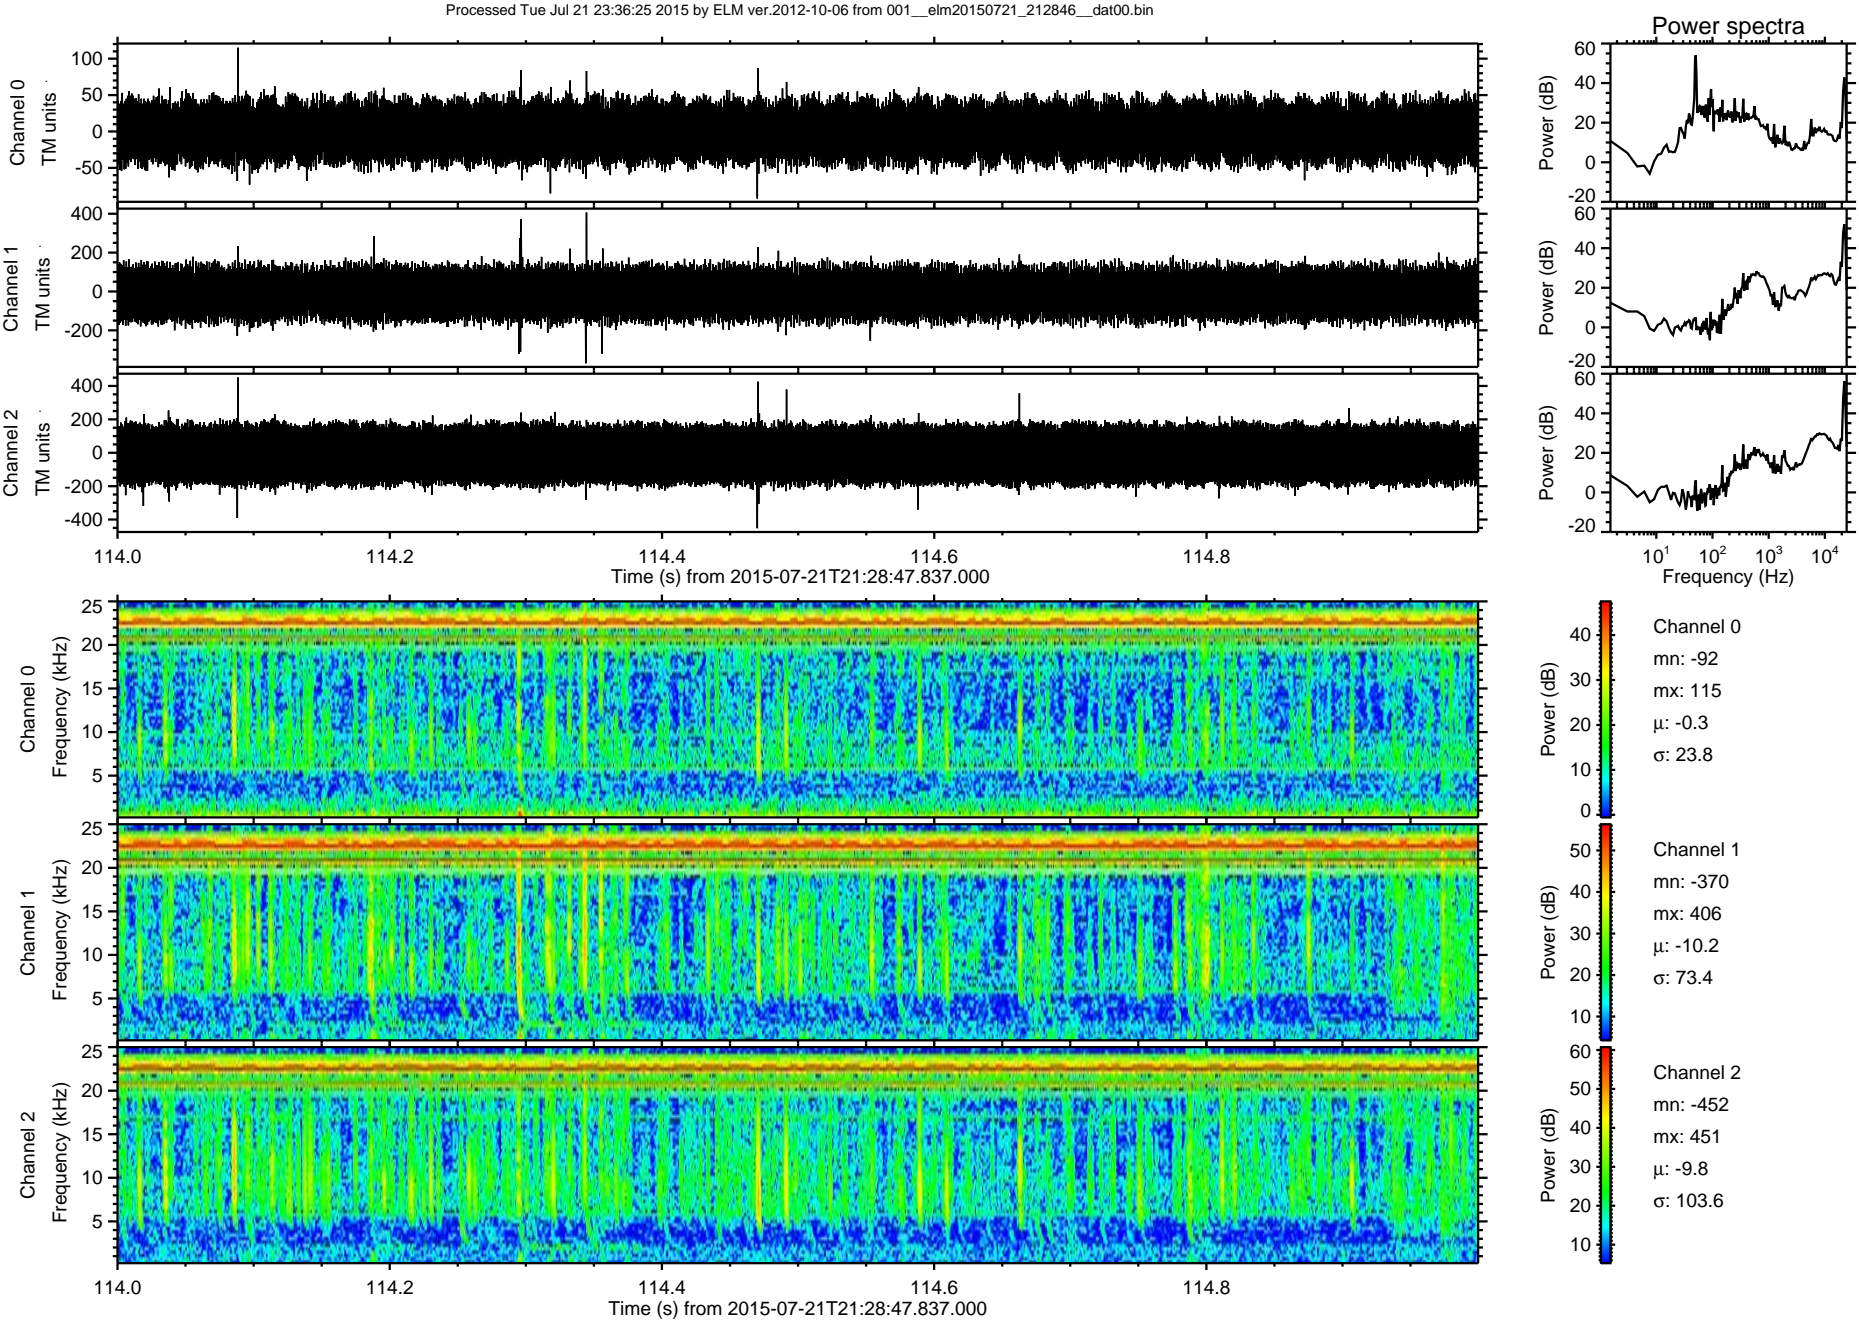 Processed Tue Jul 21 23:36:25 2015 by ELM ver.2012-10-06 from 001__elm20150721_212846__dat00.bin
Power spectra
Channel 0
TM units
100
50
0
-50
Power (dB)
60
40
20
0
-20
Channel 1
TM units
400
200
0
-200
Power (dB)
60
40
20
0
-20
Channel 2
TM units
400
200
0
-200
-400
Power (dB)
60
40
20
0
-20
114.0 114.2 114.4 114.6 114.8
Time (s) from 2015-07-21T21:28:47.837.000
10¹ 10² 10³ 10⁴
Frequency (Hz)
Channel 0
Frequency (kHz)
25
20
15
10
5
Power (dB)
40
30
20
10
0
Channel 0
mn: -92
mx: 115
μ: -0.3
σ: 23.8
Channel 1
Frequency (kHz)
25
20
15
10
5
Power (dB)
50
40
30
20
10
Channel 1
mn: -370
mx: 406
μ: -10.2
σ: 73.4
Channel 2
Frequency (kHz)
25
20
15
10
5
Power (dB)
60
50
40
30
20
10
Channel 2
mn: -452
mx: 451
μ: -9.8
σ: 103.6
114.0 114.2 114.4 114.6 114.8
Time (s) from 2015-07-21T21:28:47.837.000